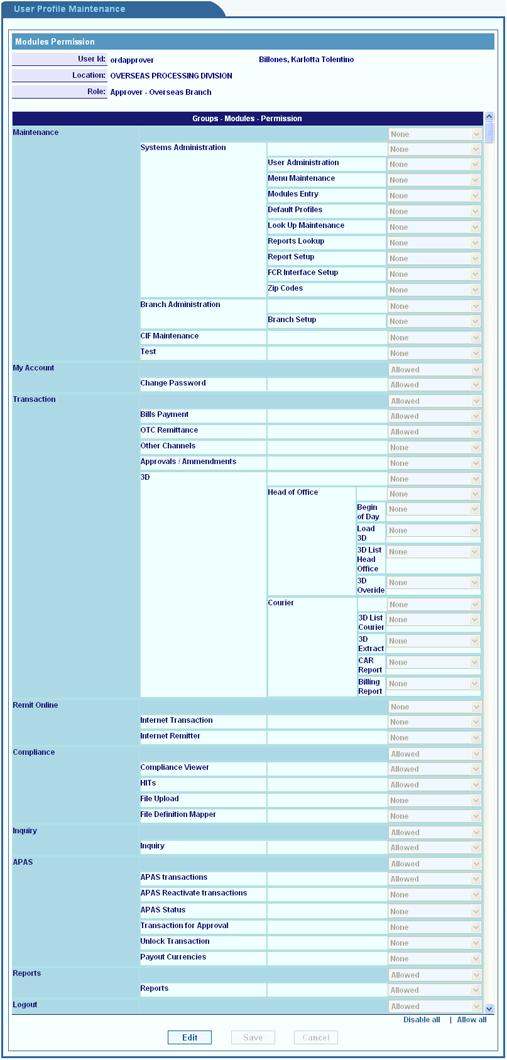 User Profile Maintenance
Modules Permission
User Id: ordapprover Billones, Karlotta Tolentino
Location: OVERSEAS PROCESSING DIVISION
Role: Approver - Overseas Branch
Groups - Modules - Permission
Maintenance None
Systems Administration None
User Administration None
Menu Maintenance None
Modules Entry None
Default Profiles None
Look Up Maintenance None
Reports Lookup None
Report Setup None
FCR Interface Setup None
Zip Codes None
Branch Administration None
Branch Setup None
CIF Maintenance None
Test None
My Account Allowed
Change Password Allowed
Transaction Allowed
Bills Payment Allowed
OTC Remittance Allowed
Other Channels None
Approvals / Ammendments None
3D None
Head of Office None
Begin of Day None
Load 3D None
3D List Head Office None
3D Overide None
Courier None
3D List Courier None
3D Extract None
CAR Report None
Billing Report None
Remit Online None
Internet Transaction None
Internet Remitter None
Compliance Allowed
Compliance Viewer Allowed
HITs Allowed
File Upload None
File Definition Mapper None
Inquiry Allowed
Inquiry Allowed
APAS Allowed
APAS transactions Allowed
APAS Reactivate transactions None
APAS Status None
Transaction for Approval None
Unlock Transaction None
Payout Currencies None
Reports Allowed
Reports Allowed
Logout Allowed
Disable all | Allow all
Edit Save Cancel